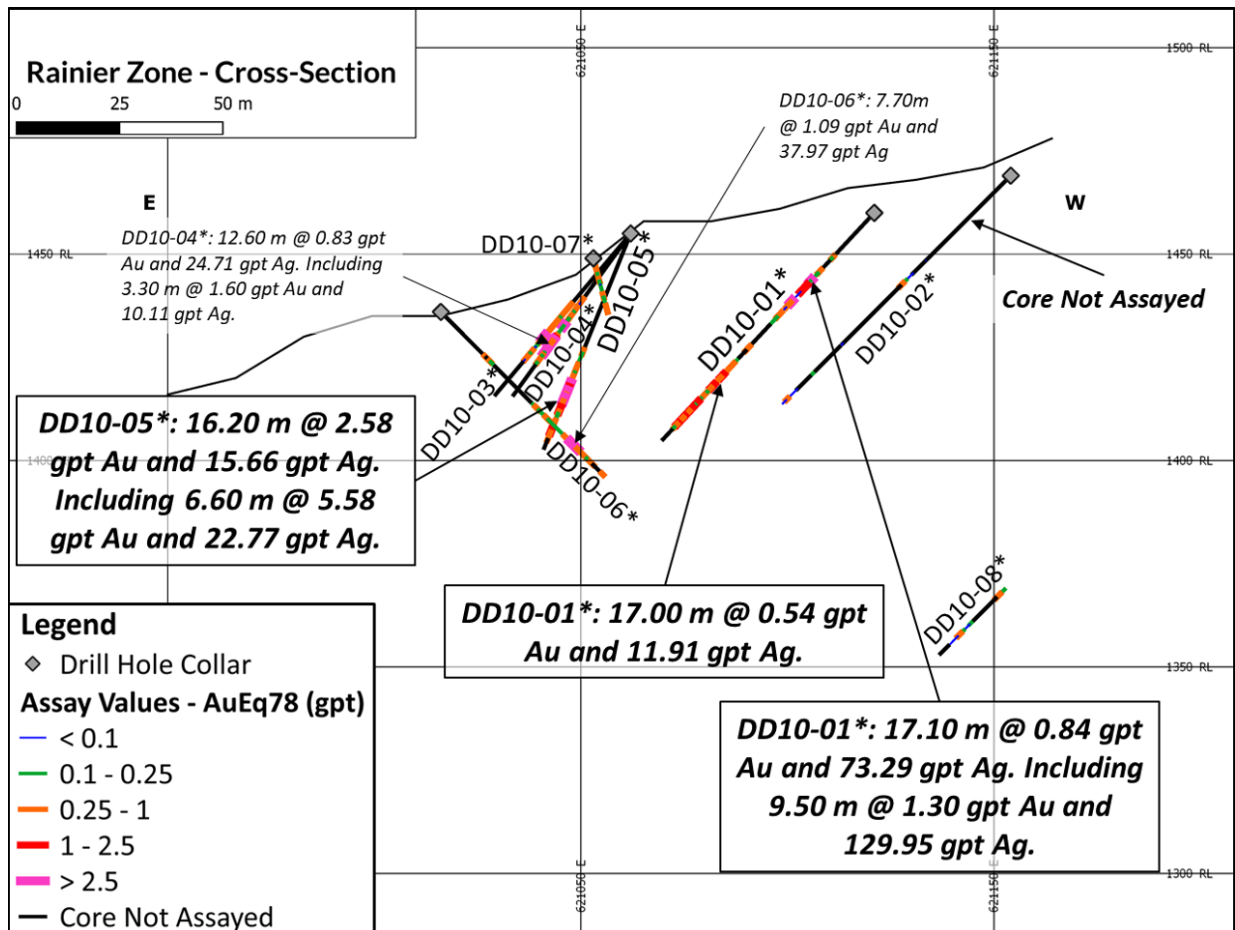 Rainier Zone - Cross-Section
0 25 50 m
621050 E
621150 E
1500 RL
DD10-06*: 7.70m
@ 1.09 gpt Au and
37.97 gpt Ag
E
W
DD10-04*: 12.60 m @ 0.83 gpt
Au and 24.71 gpt Ag. Including
3.30 m @ 1.60 gpt Au and
10.11 gpt Ag.
1450 RL
1450 RL
DD10-07*
DD10-05*
DD10-04*
DD10-03*
DD10-06*
DD10-01*
DD10-02*
Core Not Assayed
DD10-05*: 16.20 m @ 2.58
gpt Au and 15.66 gpt Ag.
Including 6.60 m @ 5.58
gpt Au and 22.77 gpt Ag.
1400 RL
1400 RL
DD10-08*
DD10-01*: 17.00 m @ 0.54 gpt
Au and 11.91 gpt Ag.
1350 RL
DD10-01*: 17.10 m @ 0.84 gpt
Au and 73.29 gpt Ag. Including
9.50 m @ 1.30 gpt Au and
129.95 gpt Ag.
1300 RL
621050 E
621150 E
Legend
Drill Hole Collar
Assay Values - AuEq78 (gpt)
< 0.1
0.1 - 0.25
0.25 - 1
1 - 2.5
> 2.5
Core Not Assayed